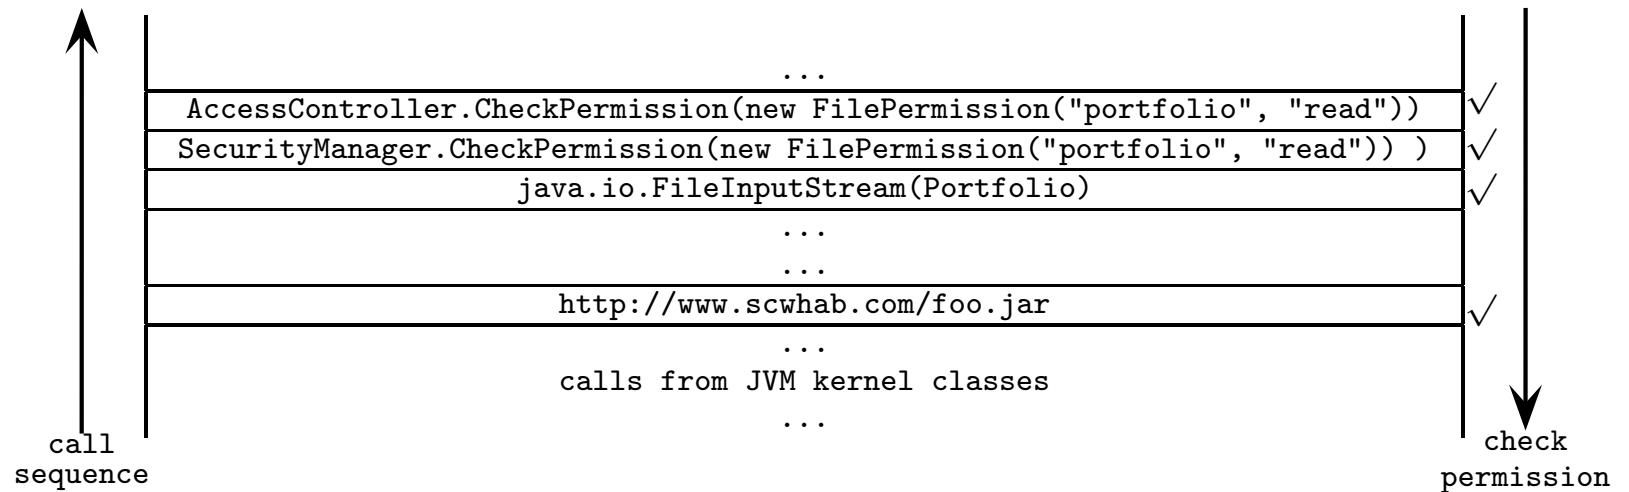 ...
AccessController.CheckPermission(new FilePermission("portfolio", "read"))
√
SecurityManager.CheckPermission(new FilePermission("portfolio", "read")) )
√
java.io.FileInputStream(Portfolio)
√
...
...
http://www.scwhab.com/foo.jar
√
...
calls from JVM kernel classes
...
call
sequence
check
permission